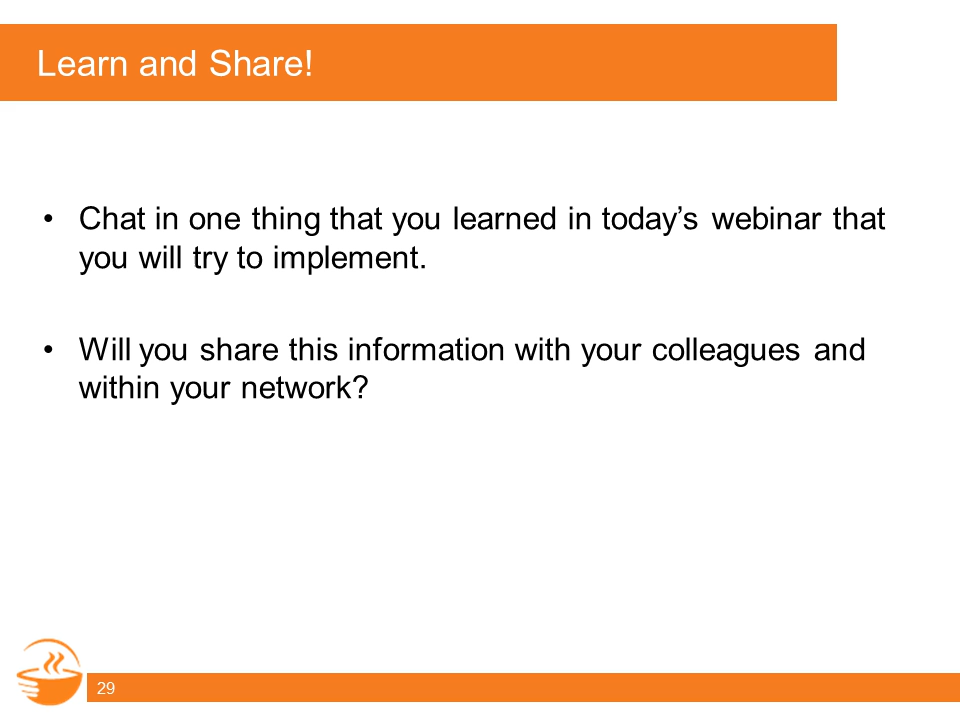 Learn and Share!
• Chat in one thing that you learned in today’s webinar that
you will try to implement.
• Will you share this information with your colleagues and
within your network?
29